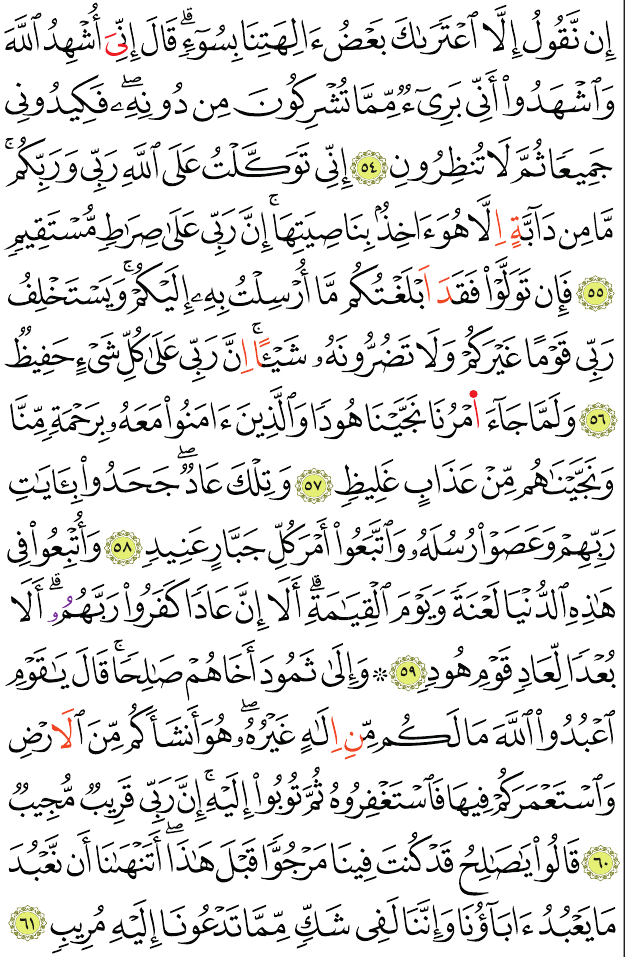 إِن نَّقُولُ إِلَّا ٱعۡتَرَىٰكَ بَعۡضُ ءَالِهَتِنَا بِسُوٓءٖۗ قَالَ إِنِّيَ أُشۡهِدُ ٱللَّهَ
وَٱشۡهَدُوٓاْ أَنِّي بَرِيٓءٞ مِّمَّا تُشۡرِكُونَ مِن دُونِهِۦۖ فَكِيدُونِي
جَمِيعٗا ثُمَّ لَا تُنظِرُونِ ٥٤ إِنِّي تَوَكَّلۡتُ عَلَى ٱللَّهِ رَبِّي وَرَبِّكُمۚ
مَّا مِن دَآبَّةٍ اِلَّا هُوَ ءَاخِذُۢ بِنَاصِيَتِهَآۚ إِنَّ رَبِّي عَلَىٰ صِرَٰطٖ مُّسۡتَقِيمٖ
٥٥ فَإِن تَوَلَّوۡاْ فَقَدَ اَبۡلَغۡتُكُم مَّآ أُرۡسِلۡتُ بِهِۦٓ إِلَيۡكُمۡۚ وَيَسۡتَخۡلِفُ
رَبِّي قَوۡمًا غَيۡرَكُمۡ وَلَا تَضُرُّونَهُۥ شَيۡـًٔاۚ اِنَّ رَبِّي عَلَىٰ كُلِّ شَيۡءٍ حَفِيظٞ
٥٦ وَلَمَّا جَآءَ اَ۬مۡرُنَا نَجَّيۡنَا هُودٗا وَٱلَّذِينَ ءَامَنُواْ مَعَهُۥ بِرَحۡمَةٖ مِّنَّا
وَنَجَّيۡنَٰهُم مِّنۡ عَذَابٍ غَلِيظٖ ٥٧ وَتِلۡكَ عَادٞۖ جَحَدُواْ بِـَٔايَٰتِ
رَبِّهِمۡ وَعَصَوۡاْ رُسُلَهُۥ وَٱتَّبَعُوٓاْ أَمۡرَ كُلِّ جَبَّارٍ عَنِيدٖ ٥٨ وَأُتۡبِعُواْ فِي
هَٰذِهِ ٱلدُّنۡيَا لَعۡنَةٗ وَيَوۡمَ ٱلۡقِيَٰمَةِۗ أَلَآ إِنَّ عَادٗا كَفَرُواْ رَبَّهُمُۥٓۗ أَلَا
بُعۡدٗا لِّعَادٖ قَوۡمِ هُودٖ ٥٩ ۞ وَإِلَىٰ ثَمُودَ أَخَاهُمۡ صَٰلِحٗاۚ قَالَ يَٰقَوۡمِ
ٱعۡبُدُواْ ٱللَّهَ مَا لَكُم مِّنِ اِلَٰهٍ غَيۡرُهُۥۖ هُوَ أَنشَأَكُم مِّنَ ٱلَارۡضِ
وَٱسۡتَعۡمَرَكُمۡ فِيهَا فَٱسۡتَغۡفِرُوهُ ثُمَّ تُوبُوٓاْ إِلَيۡهِۚ إِنَّ رَبِّي قَرِيبٞ مُّجِيبٞ
٦٠ قَالُواْ يَٰصَٰلِحُ قَدۡ كُنتَ فِينَا مَرۡجُوّٗا قَبۡلَ هَٰذَآۖ أَتَنۡهَىٰنَآ أَن نَّعۡبُدَ
مَا يَعۡبُدُ ءَابَآؤُنَا وَإِنَّنَا لَفِي شَكّٖ مِّمَّا تَدۡعُونَآ إِلَيۡهِ مُرِيبٖ ٦١